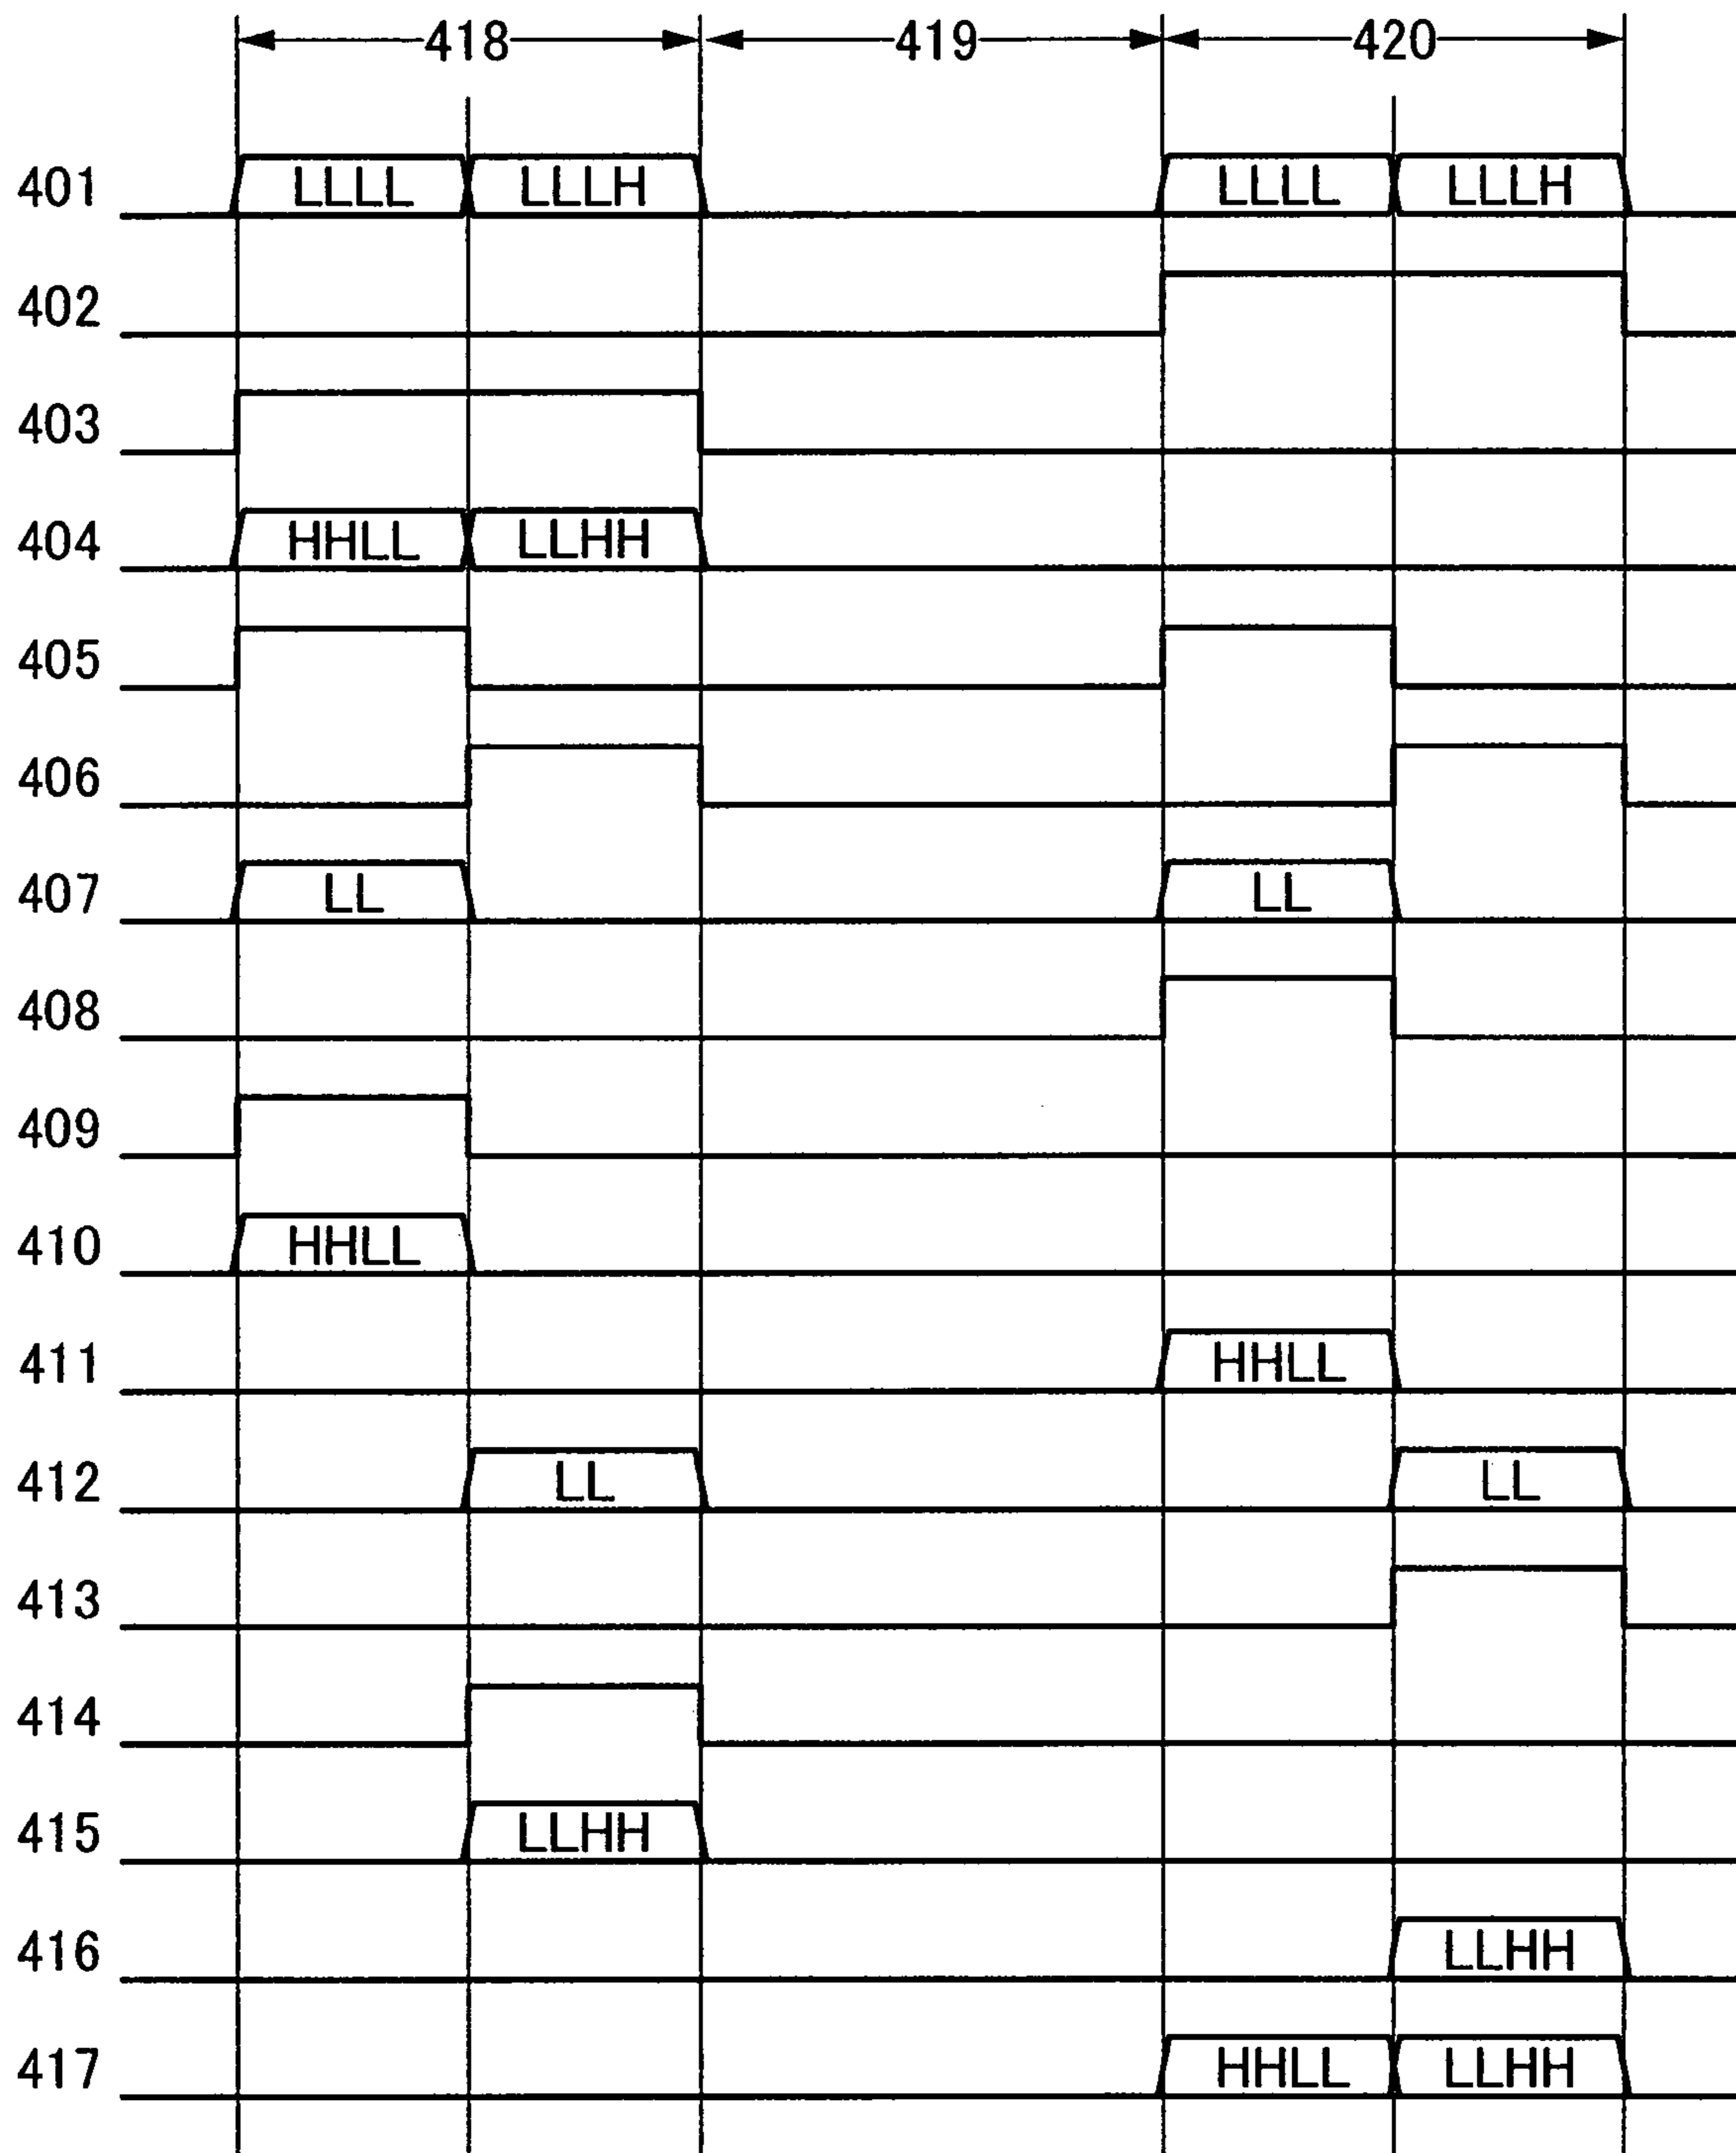 418 419 420
401 LLLL LLLH LLLL LLLH
402
403
404 HHLL LLHH
405
406
407 LL LL
408
409
410 HHLL
411 HHLL
412 LL LL
413
414
415 LLHH
416 LLHH
417 HHLL LLHH